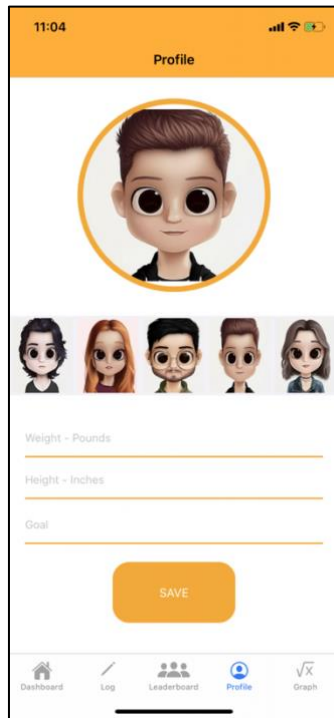 11:04
Profile
Weight - Pounds
Height - Inches
Goal
SAVE
Dashboard Log Leaderboard Profile Graph